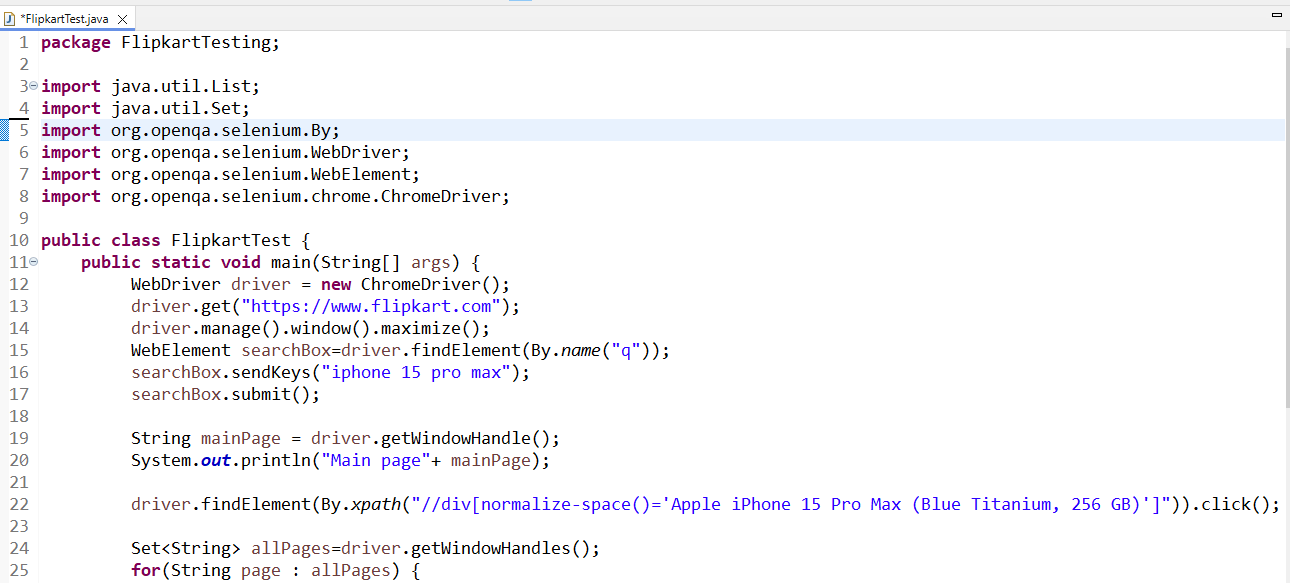 *FlipkartTest.java
1 package FlipkartTesting;
2
3 import java.util.List;
4 import java.util.Set;
5 import org.openqa.selenium.By;
6 import org.openqa.selenium.WebDriver;
7 import org.openqa.selenium.WebElement;
8 import org.openqa.selenium.chrome.ChromeDriver;
9
10 public class FlipkartTest {
11 public static void main(String[] args) {
12 WebDriver driver = new ChromeDriver();
13 driver.get("https://www.flipkart.com");
14 driver.manage().window().maximize();
15 WebElement searchBox=driver.findElement(By.name("q"));
16 searchBox.sendKeys("iphone 15 pro max");
17 searchBox.submit();
18
19 String mainPage = driver.getWindowHandle();
20 System.out.println("Main page"+ mainPage);
21
22 driver.findElement(By.xpath("//div[normalize-space()='Apple iPhone 15 Pro Max (Blue Titanium, 256 GB)']")).click();
23
24 Set<String> allPages=driver.getWindowHandles();
25 for(String page : allPages) {